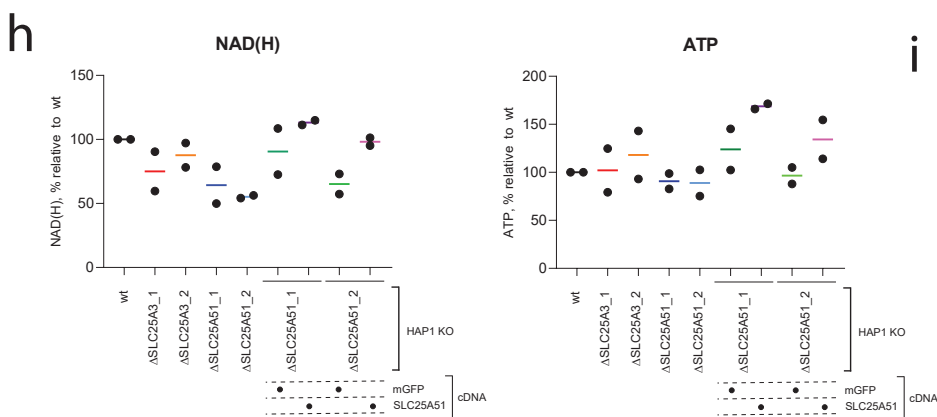 h
i
NAD(H)
NAD(H), % relative to wt
150
100
50
0
wt
ΔSLC25A3_1
ΔSLC25A3_2
ΔSLC25A51_1
ΔSLC25A51_2
ΔSLC25A51_1
ΔSLC25A51_2
HAP1 KO
mGFP
SLC25A51
cDNA
ATP
ATP, % relative to wt
200
150
100
50
0
wt
ΔSLC25A3_1
ΔSLC25A3_2
ΔSLC25A51_1
ΔSLC25A51_2
ΔSLC25A51_1
ΔSLC25A51_2
HAP1 KO
mGFP
SLC25A51
cDNA